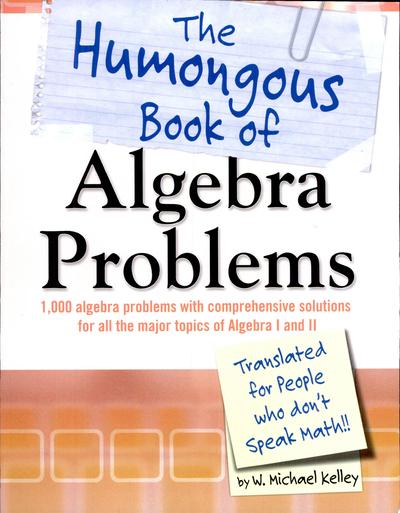 The
Humongous
Book of
Algebra
Problems
1,000 algebra problems with comprehensive solutions
for all the major topics of Algebra I and II
Translated
for People
who don't
Speak Math!!
by W. Michael Kelley